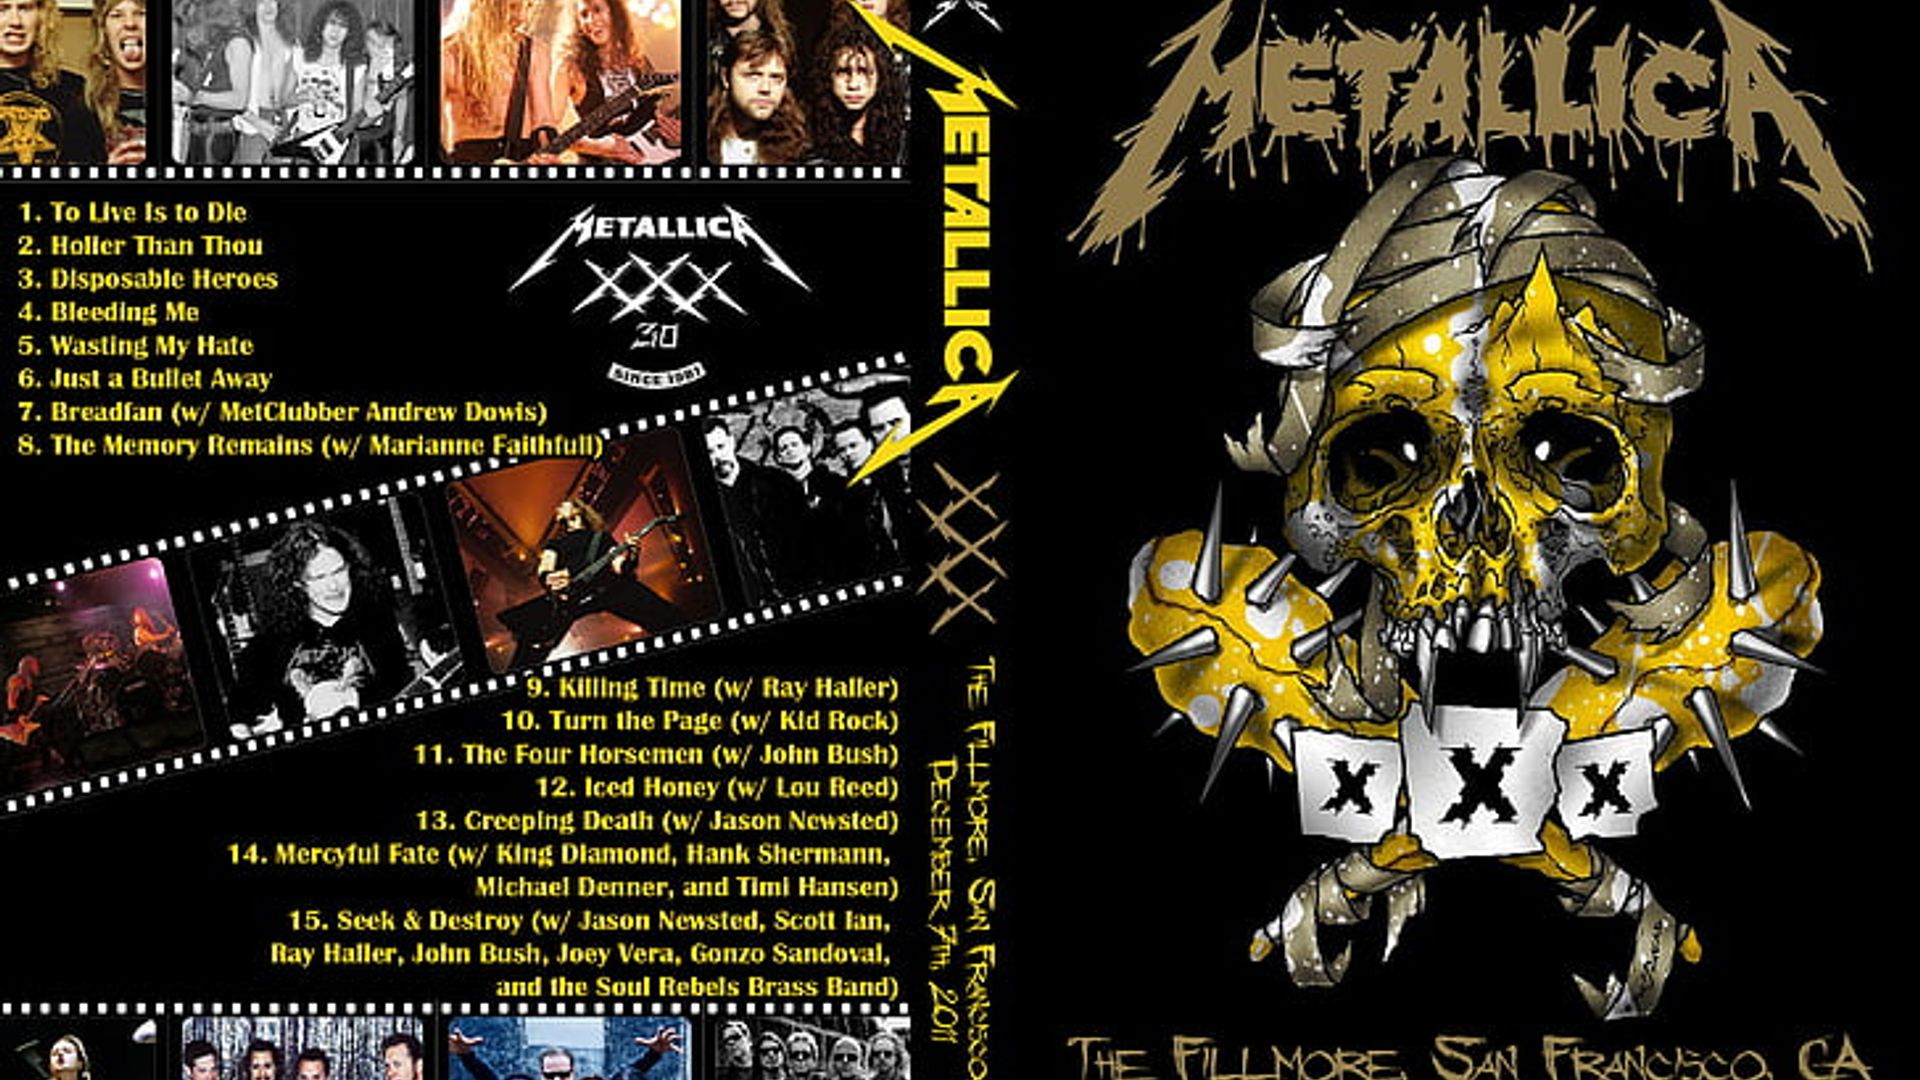 METALLICA
XXX
30
SINCE 1981
1. To Live Is to Die
2. Holier Than Thou
3. Disposable Heroes
4. Bleeding Me
5. Wasting My Hate
6. Just a Bullet Away
7. Breadfan (w/ MetClubber Andrew Dowis)
8. The Memory Remains (w/ Marianne Faithfull)
9. Killing Time (w/ Ray Haller)
10. Turn the Page (w/ Kid Rock)
11. The Four Horsemen (w/ John Bush)
12. Iced Honey (w/ Lou Reed)
13. Creeping Death (w/ Jason Newsted)
14. Mercyful Fate (w/ King Diamond, Hank Shermann,
Michael Denner, and Timi Hansen)
15. Seek & Destroy (w/ Jason Newsted, Scott Ian,
Ray Haller, John Bush, Joey Vera, Gonzo Sandoval,
and the Soul Rebels Brass Band)
METALLICA
XXX
THE FILLMORE, SAN FRANCISCO
DECEMBER 7TH, 2011
METALLICA
X X X
THE FILLMORE, SAN FRANCISCO, CA